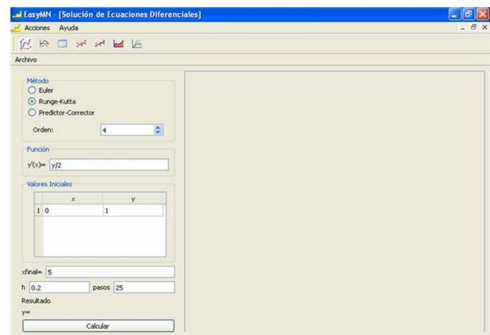 EasyMN - [Solución de Ecuaciones Diferenciales]
Acciones Ayuda
Archivo
Método
Euler
Runge-Kutta
Predictor-Corrector
Orden: 4
Función
y'(x)= y/2
Valores Iniciales
x y
1 0 1
xfinal= 5
h 0.2 pasos 25
Resultado
y=
Calcular